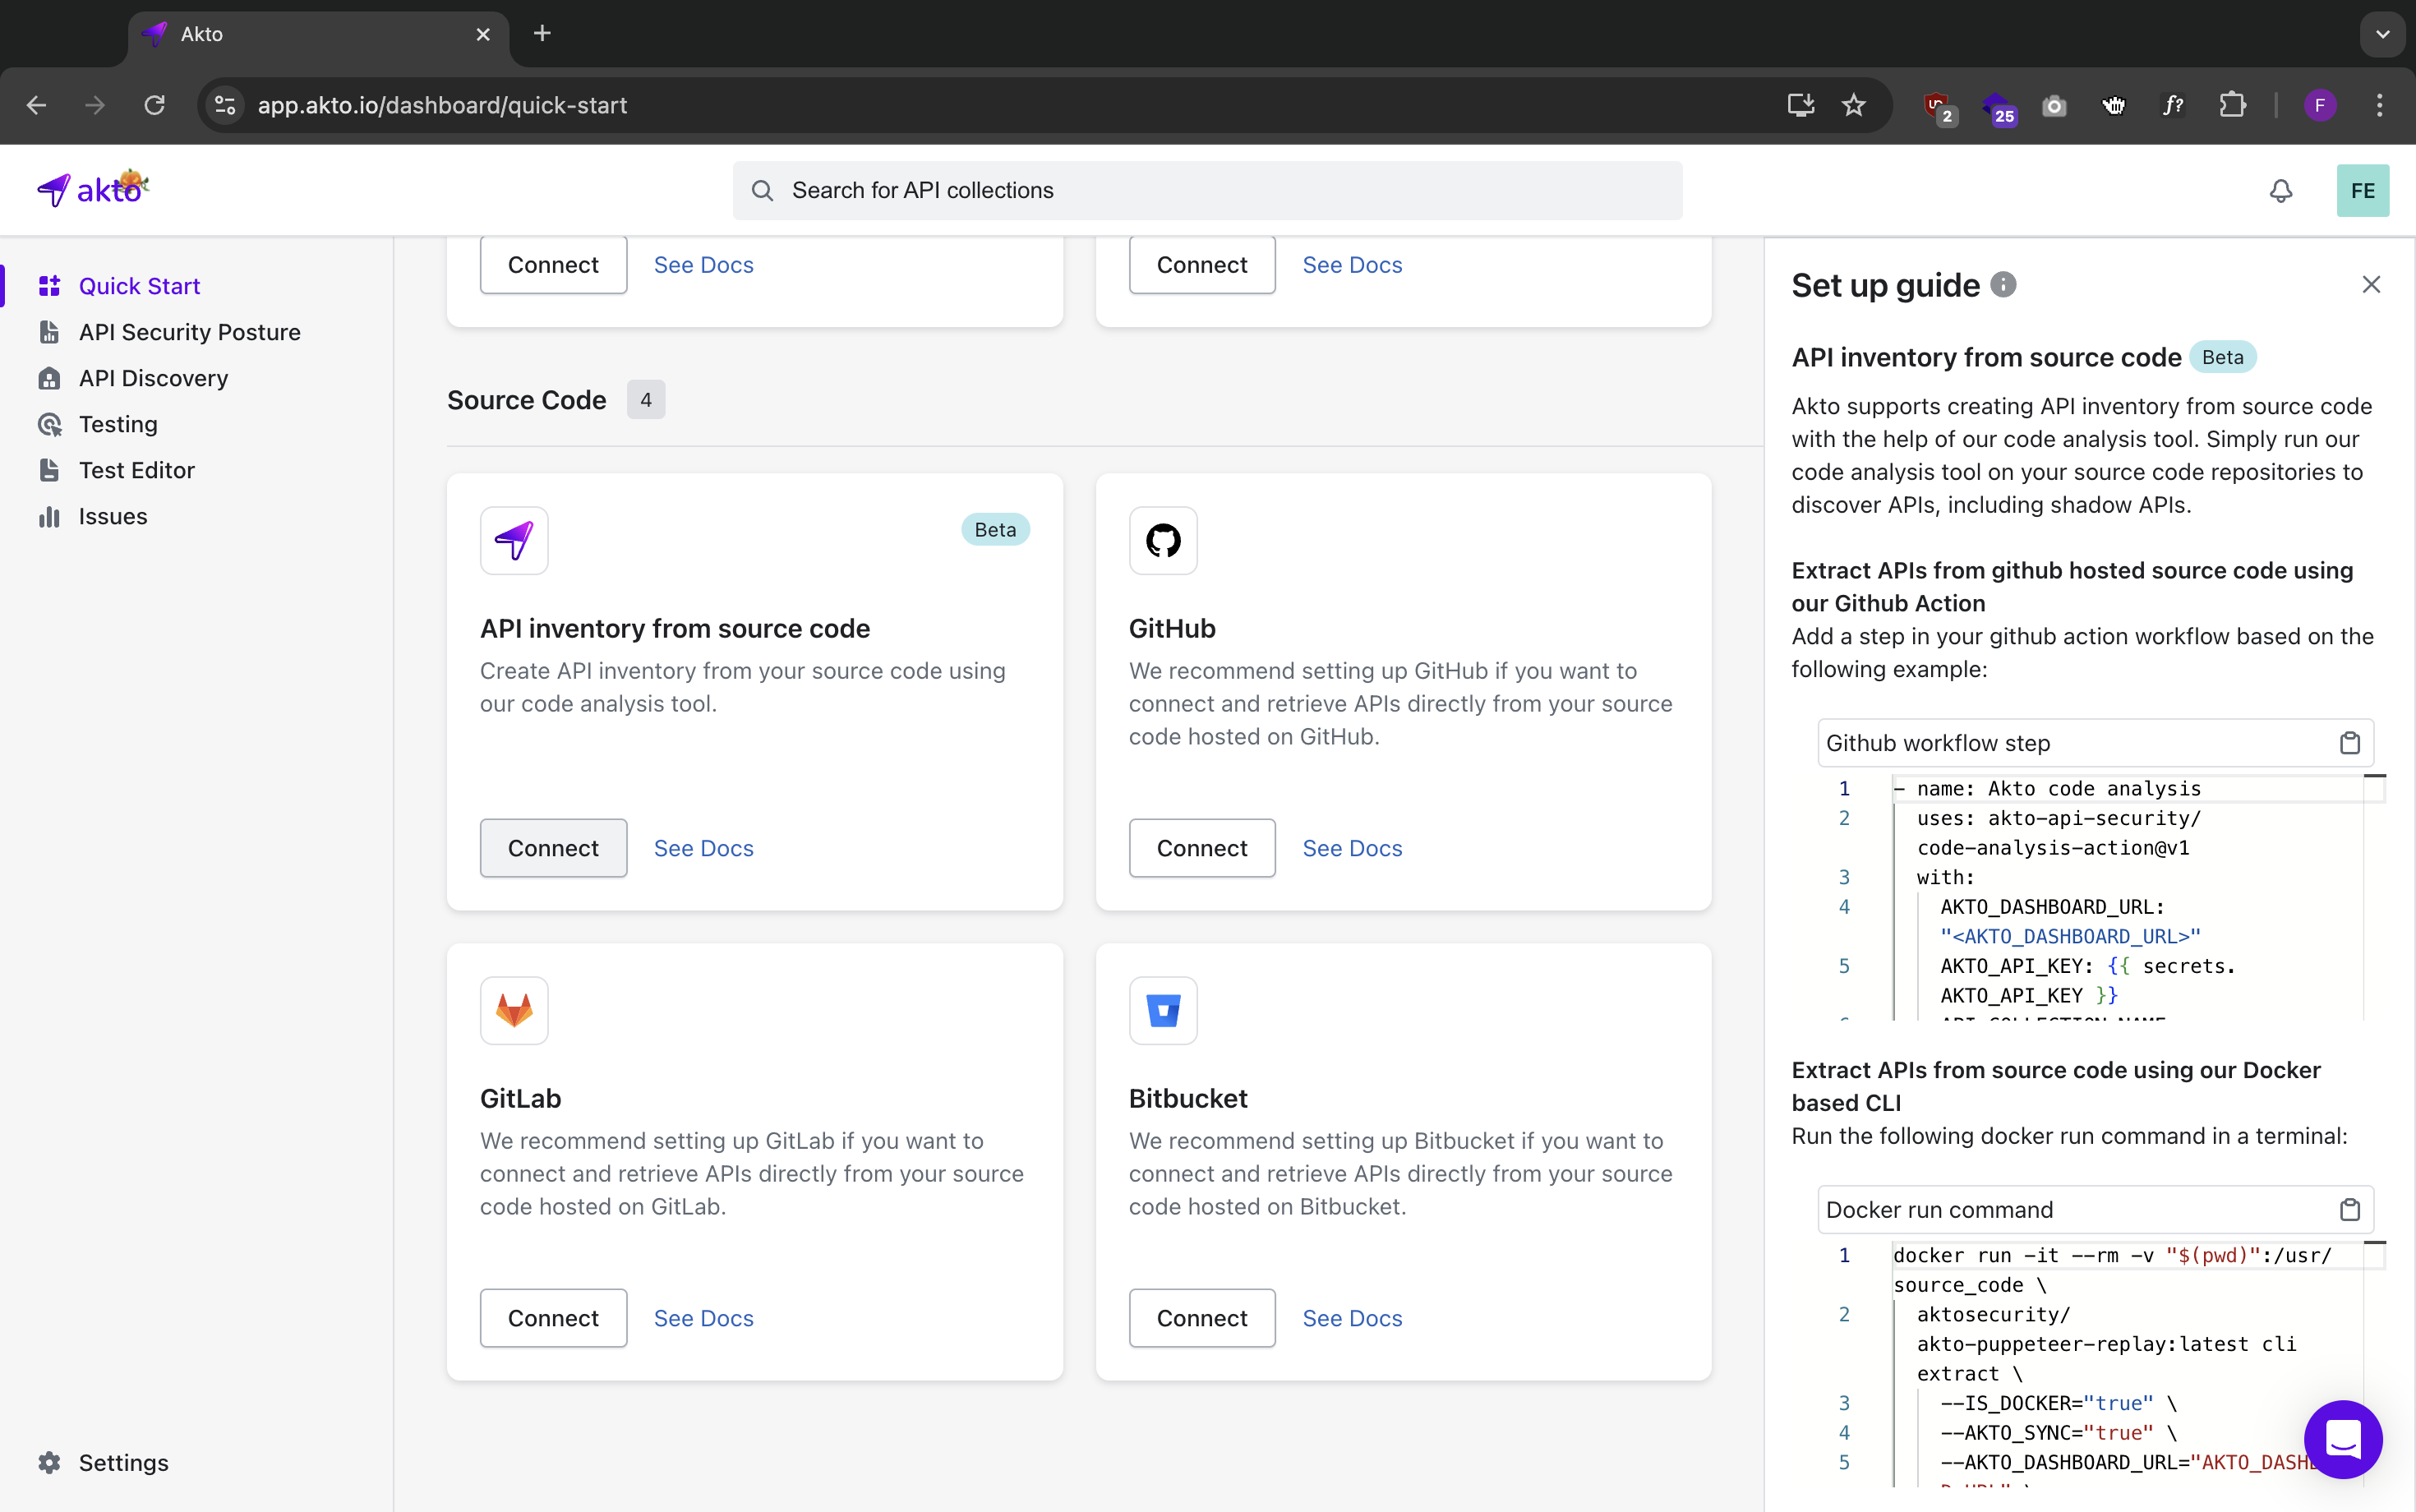 Akto
app.akto.io/dashboard/quick-start
2
25
f?
F
akto
Search for API collections
FE
Quick Start
API Security Posture
API Discovery
Testing
Test Editor
Issues
Settings
Connect
See Docs
Connect
See Docs
Source Code
4
Beta
API inventory from source code
Create API inventory from your source code using
our code analysis tool.
Connect
See Docs
GitHub
We recommend setting up GitHub if you want to
connect and retrieve APIs directly from your source
code hosted on GitHub.
Connect
See Docs
GitLab
We recommend setting up GitLab if you want to
connect and retrieve APIs directly from your source
code hosted on GitLab.
Connect
See Docs
Bitbucket
We recommend setting up Bitbucket if you want to
connect and retrieve APIs directly from your source
code hosted on Bitbucket.
Connect
See Docs
Set up guide
API inventory from source code
Beta
Akto supports creating API inventory from source code
with the help of our code analysis tool. Simply run our
code analysis tool on your source code repositories to
discover APIs, including shadow APIs.
Extract APIs from github hosted source code using
our Github Action
Add a step in your github action workflow based on the
following example:
Github workflow step
1 - name: Akto code analysis
2 uses: akto-api-security/
code-analysis-action@v1
3 with:
4 AKTO_DASHBOARD_URL:
"<AKTO_DASHBOARD_URL>"
5 AKTO_API_KEY: {{ secrets.
AKTO_API_KEY }}
Extract APIs from source code using our Docker
based CLI
Run the following docker run command in a terminal:
Docker run command
1 docker run -it --rm -v "$(pwd)":/usr/
source_code \
2 aktosecurity/
akto-puppeteer-replay:latest cli
extract \
3 --IS_DOCKER="true" \
4 --AKTO_SYNC="true" \
5 --AKTO_DASHBOARD_URL="AKTO_DASH